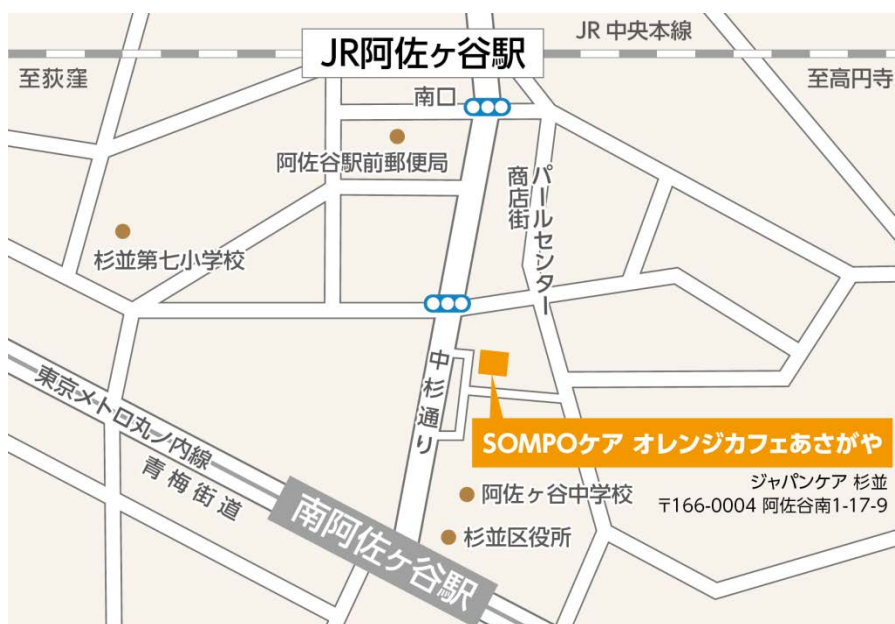 JR阿佐ヶ谷駅
JR 中央本線
至荻窪
至高円寺
南口
阿佐谷駅前郵便局
パールセンター
商店街
杉並第七小学校
中杉通り
東京メトロ丸ノ内線
青梅街道
SOMPOケア オレンジカフェあさがや
ジャパンケア 杉並
〒166-0004 阿佐谷南1-17-9
阿佐ヶ谷中学校
杉並区役所
南阿佐ヶ谷駅